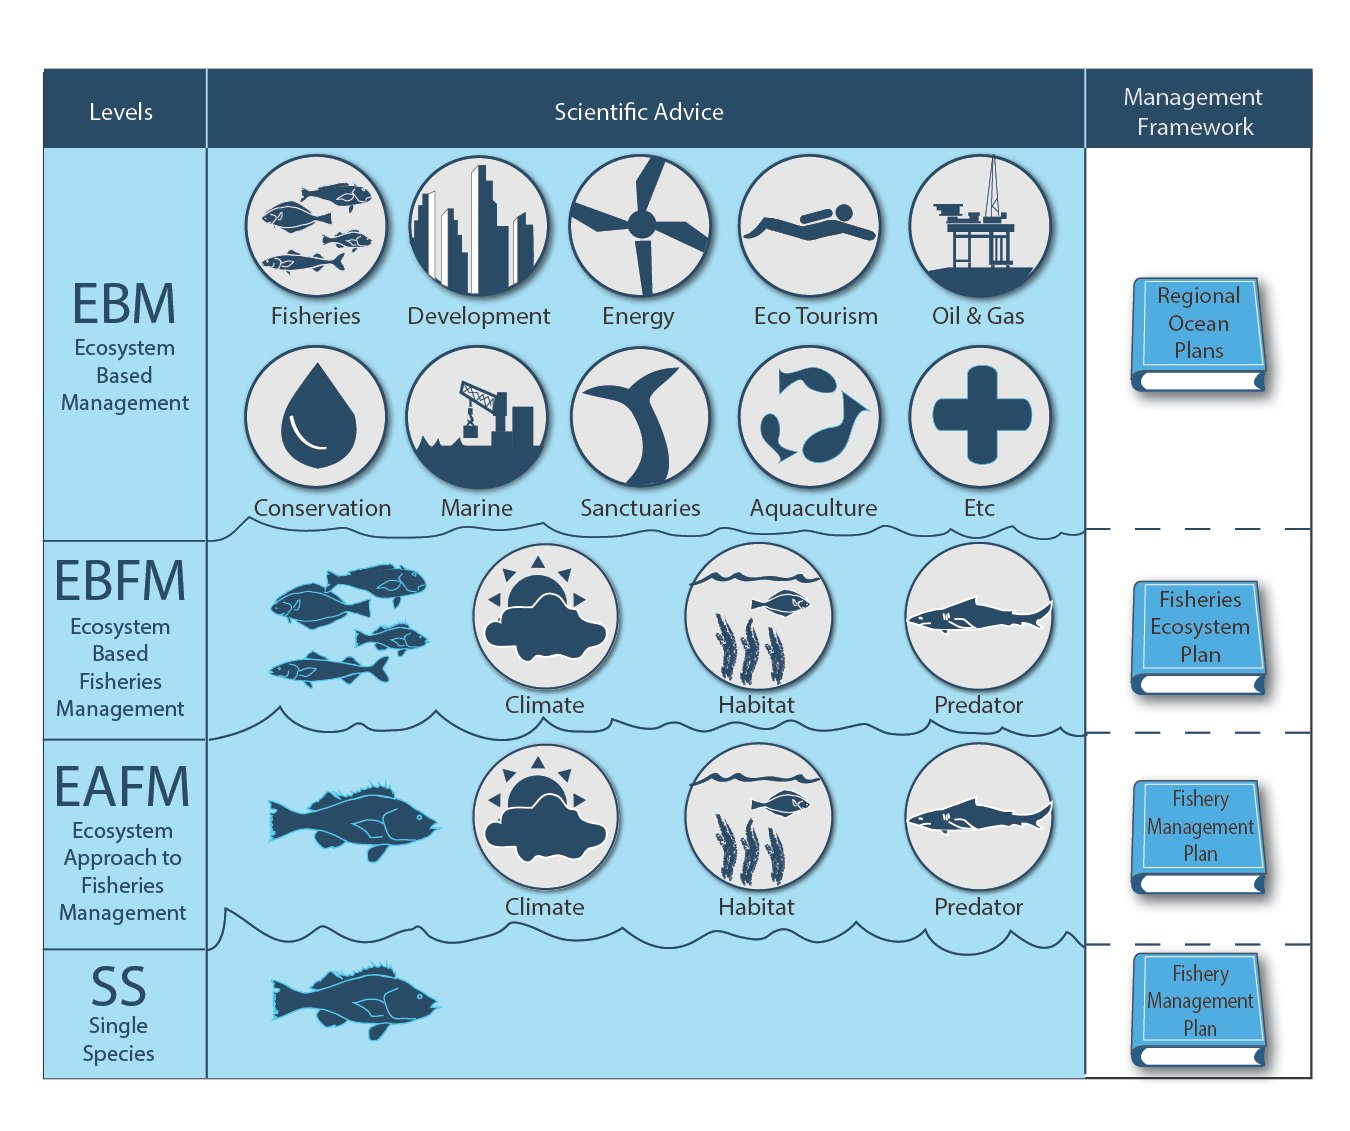 Levels
Scientific Advice
Management
Framework
EBM
Ecosystem
Based
Management
Fisheries
Development
Energy
Eco Tourism
Oil & Gas
Conservation
Marine
Sanctuaries
Aquaculture
Etc
Regional
Ocean
Plans
EBFM
Ecosystem
Based
Fisheries
Management
Climate
Habitat
Predator
Fisheries
Ecosystem
Plan
EAFM
Ecosystem
Approach to
Fisheries
Management
Climate
Habitat
Predator
Fishery
Management
Plan
SS
Single
Species
Fishery
Management
Plan